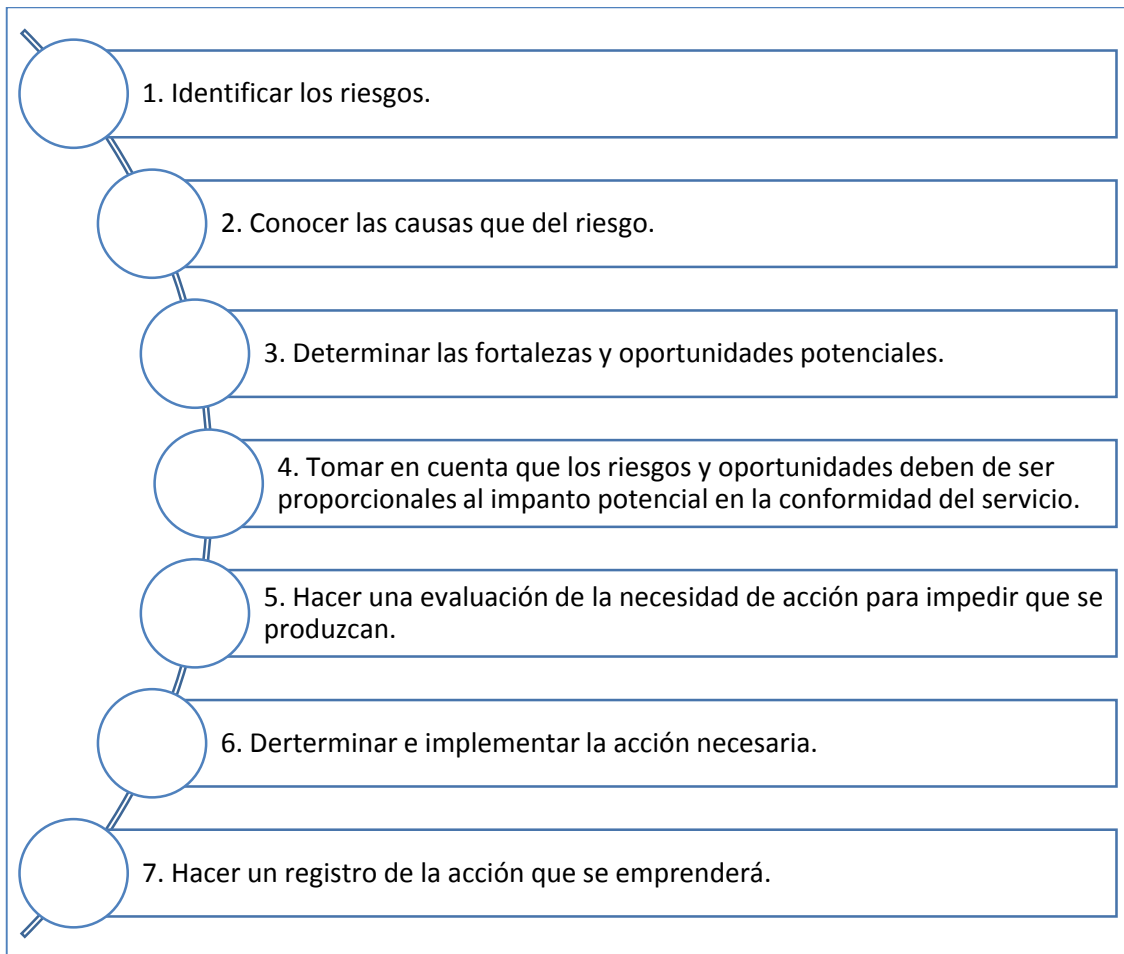 1. Identificar los riesgos.
2. Conocer las causas que del riesgo.
3. Determinar las fortalezas y oportunidades potenciales.
4. Tomar en cuenta que los riesgos y oportunidades deben de ser
proporcionales al impanto potencial en la conformidad del servicio.
5. Hacer una evaluación de la necesidad de acción para impedir que se
produzcan.
6. Derterminar e implementar la acción necesaria.
7. Hacer un registro de la acción que se emprenderá.